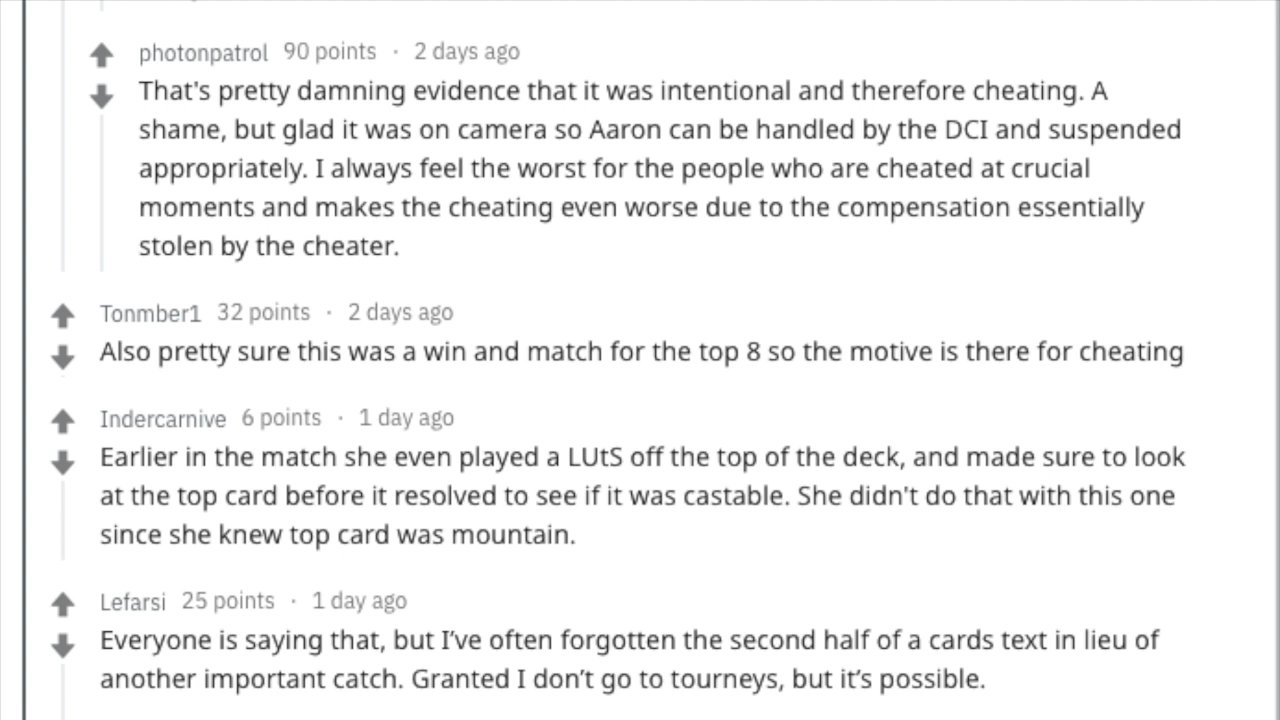 photonpatrol 90 points · 2 days ago
That's pretty damning evidence that it was intentional and therefore cheating. A
shame, but glad it was on camera so Aaron can be handled by the DCI and suspended
appropriately. I always feel the worst for the people who are cheated at crucial
moments and makes the cheating even worse due to the compensation essentially
stolen by the cheater.
Tonmber1 32 points · 2 days ago
Also pretty sure this was a win and match for the top 8 so the motive is there for cheating
Indercarnive 6 points · 1 day ago
Earlier in the match she even played a LUtS off the top of the deck, and made sure to look
at the top card before it resolved to see if it was castable. She didn't do that with this one
since she knew top card was mountain.
Lefarsi 25 points · 1 day ago
Everyone is saying that, but I’ve often forgotten the second half of a cards text in lieu of
another important catch. Granted I don’t go to tourneys, but it’s possible.